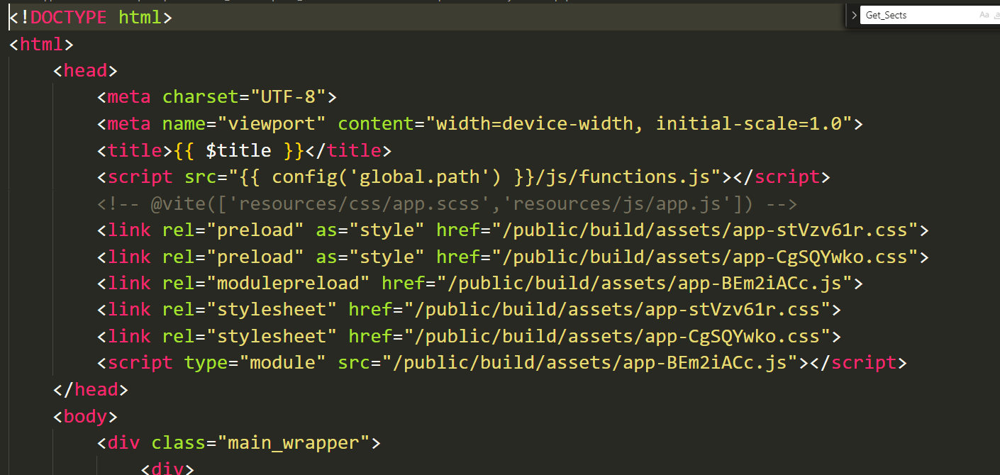 <!DOCTYPE html>
Get_Sects
Aa
<html>
<head>
<meta charset="UTF-8">
<meta name="viewport" content="width=device-width, initial-scale=1.0">
<title>{{ $title }}</title>
<script src="{{ config('global.path') }}/js/functions.js"></script>
<!-- @vite(['resources/css/app.scss','resources/js/app.js']) -->
<link rel="preload" as="style" href="/public/build/assets/app-stVzv61r.css">
<link rel="preload" as="style" href="/public/build/assets/app-CgSQYwko.css">
<link rel="modulepreload" href="/public/build/assets/app-BEm2iACc.js">
<link rel="stylesheet" href="/public/build/assets/app-stVzv61r.css">
<link rel="stylesheet" href="/public/build/assets/app-CgSQYwko.css">
<script type="module" src="/public/build/assets/app-BEm2iACc.js"></script>
</head>
<body>
<div class="main_wrapper">
<div>